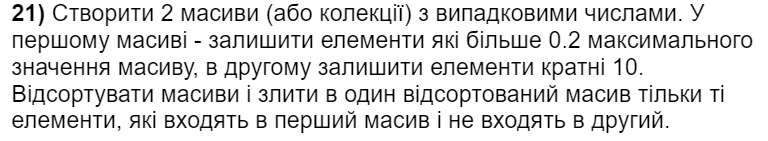 21) Створити 2 масиви (або колекції) з випадковими числами. У
першому масиві - залишити елементи які більше 0.2 максимального
значення масиву, в другому залишити елементи кратні 10.
Відсортувати масиви і злити в один відсортований масив тільки ті
елементи, які входять в перший масив і не входять в другий.